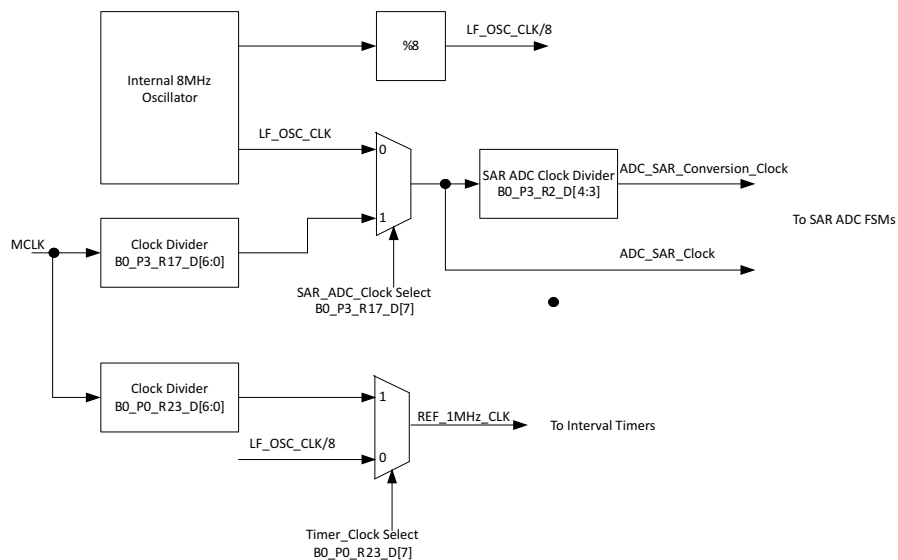 LF_OSC_CLK/8
%8
Internal 8MHz
Oscillator
LF_OSC_CLK
0
SAR ADC Clock Divider
B0_P3_R2_D[4:3]
ADC_SAR_Conversion_Clock
1
To SAR ADC FSMs
MCLK
Clock Divider
B0_P3_R17_D[6:0]
ADC_SAR_Clock
SAR_ADC_Clock Select
B0_P3_R17_D[7]
Clock Divider
B0_P0_R23_D[6:0]
1
REF_1MHz_CLK
To Interval Timers
LF_OSC_CLK/8
0
Timer_Clock Select
B0_P0_R23_D[7]